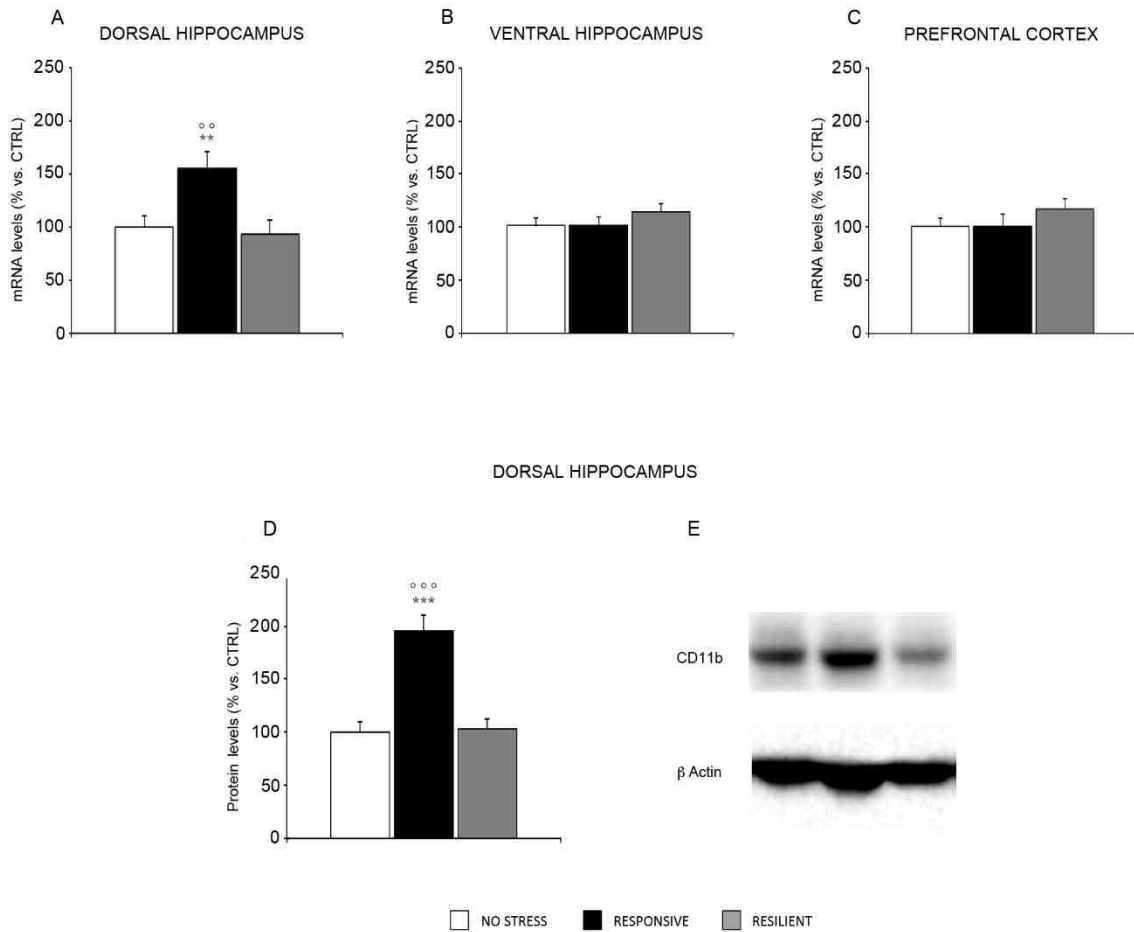 A
DORSAL HIPPOCAMPUS
mRNA levels (% vs. CTRL)
250
200
150
100
50
0
°°
**
B
VENTRAL HIPPOCAMPUS
mRNA levels (% vs. CTRL)
250
200
150
100
50
0
C
PREFRONTAL CORTEX
mRNA levels (% vs. CTRL)
250
200
150
100
50
0
DORSAL HIPPOCAMPUS
D
Protein levels (% vs. CTRL)
250
200
150
100
50
0
°°°
***
E
CD11b
β Actin
NO STRESS RESPONSIVE RESILIENT